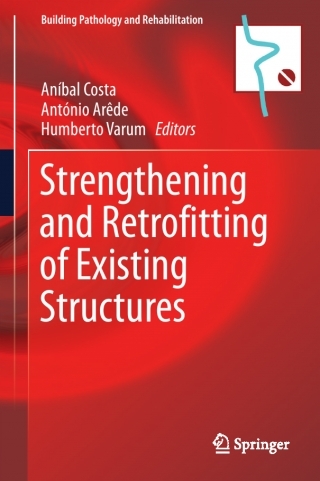 Building Pathology and Rehabilitation
Aníbal Costa
António Arêde
Humberto Varum Editors
Strengthening
and Retrofitting
of Existing
Structures
Springer